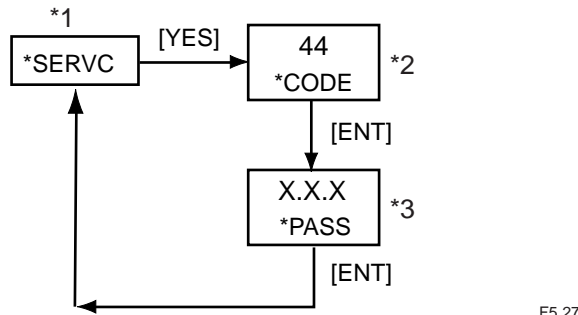 *1
*SERVC
[YES]
44
*CODE
*2
[ENT]
X.X.X
*PASS
*3
[ENT]
F5.27